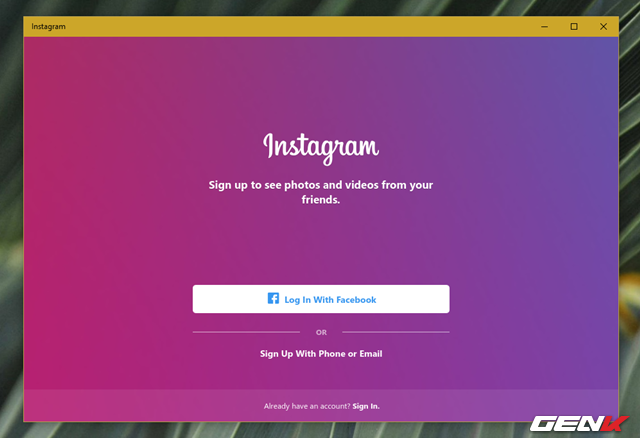 Instagram
Instagram
Sign up to see photos and videos from your
friends.
Log In With Facebook
OR
Sign Up With Phone or Email
Already have an account? Sign In.
GENK